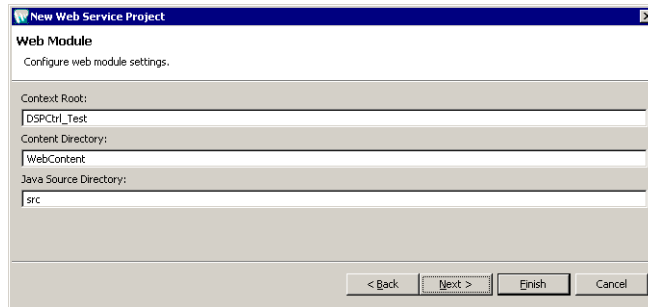 New Web Service Project
Web Module
Configure web module settings.
Context Root:
DSPCtrl_Test
Content Directory:
WebContent
Java Source Directory:
src
< Back Next > Finish Cancel